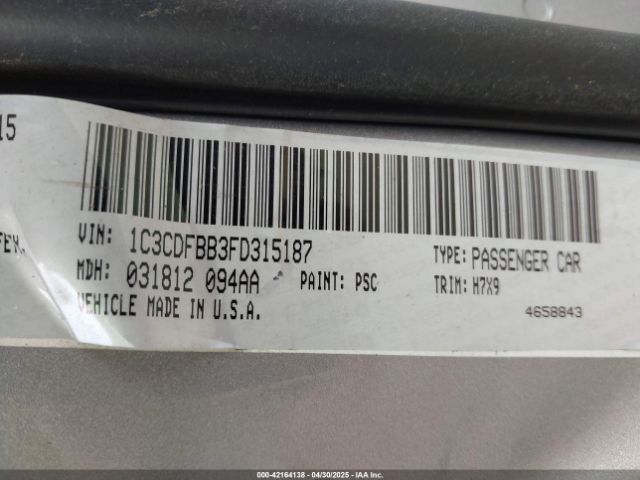 15
VIN: 1C3CDFBB3FD315187 TYPE: PASSENGER CAR
MDH: 031812 094AA PAINT: PSC TRIM: H7X9
VEHICLE MADE IN U.S.A. 4658843
000-42164138 - 04/30/2025 - IAA Inc.